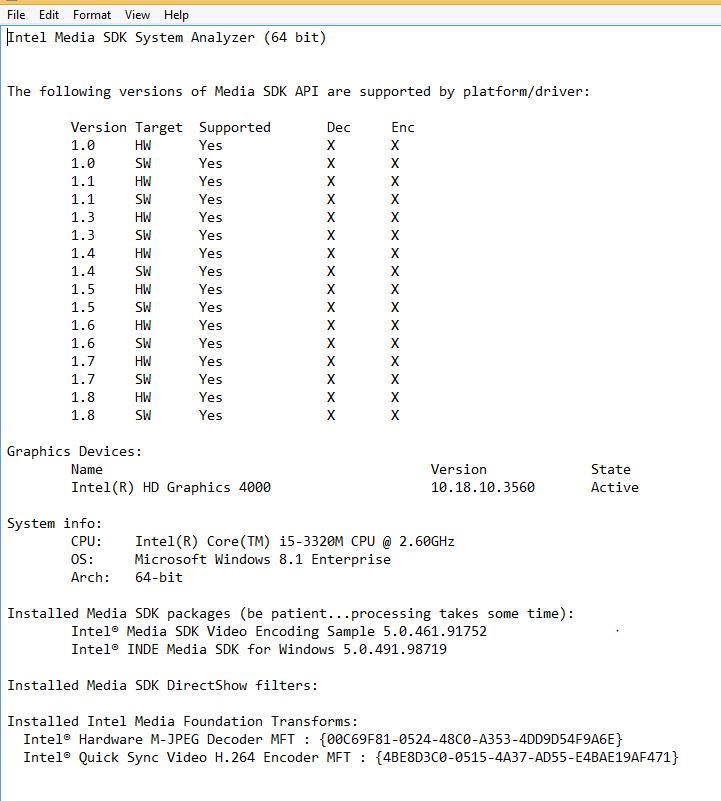 File Edit Format View Help
Intel Media SDK System Analyzer (64 bit)
The following versions of Media SDK API are supported by platform/driver:
Version Target Supported Dec Enc
1.0 HW Yes X X
1.0 SW Yes X X
1.1 HW Yes X X
1.1 SW Yes X X
1.3 HW Yes X X
1.3 SW Yes X X
1.4 HW Yes X X
1.4 SW Yes X X
1.5 HW Yes X X
1.5 SW Yes X X
1.6 HW Yes X X
1.6 SW Yes X X
1.7 HW Yes X X
1.7 SW Yes X X
1.8 HW Yes X X
1.8 SW Yes X X
Graphics Devices:
Name Version State
Intel(R) HD Graphics 4000 10.18.10.3560 Active
System info:
CPU: Intel(R) Core(TM) i5-3320M CPU @ 2.60GHz
OS: Microsoft Windows 8.1 Enterprise
Arch: 64-bit
Installed Media SDK packages (be patient...processing takes some time):
Intel® Media SDK Video Encoding Sample 5.0.461.91752
Intel® INDE Media SDK for Windows 5.0.491.98719
Installed Media SDK DirectShow filters:
Installed Intel Media Foundation Transforms:
Intel® Hardware M-JPEG Decoder MFT : {00C69F81-0524-48C0-A353-4DD9D54F9A6E}
Intel® Quick Sync Video H.264 Encoder MFT : {4BE8D3C0-0515-4A37-AD55-E4BAE19AF471}